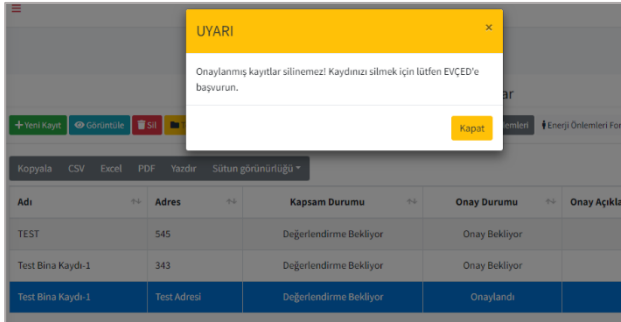 UYARI ×
Onaylanmış kayıtlar silinemez! Kaydınızı silmek için lütfen EVÇED'e
başvurun.
Kapat
ar
+Yeni Kayıt Görüntüle Sil emleri Enerji Önlemleri For
Kopyala CSV Excel PDF Yazdır Sütun görünürlüğü
Adı Adres Kapsam Durumu Onay Durumu Onay Açıkla
TEST 545 Değerlendirme Bekliyor Onay Bekliyor
Test Bina Kaydı-1 343 Değerlendirme Bekliyor Onay Bekliyor
Test Bina Kaydı-1 Test Adresi Değerlendirme Bekliyor Onaylandı